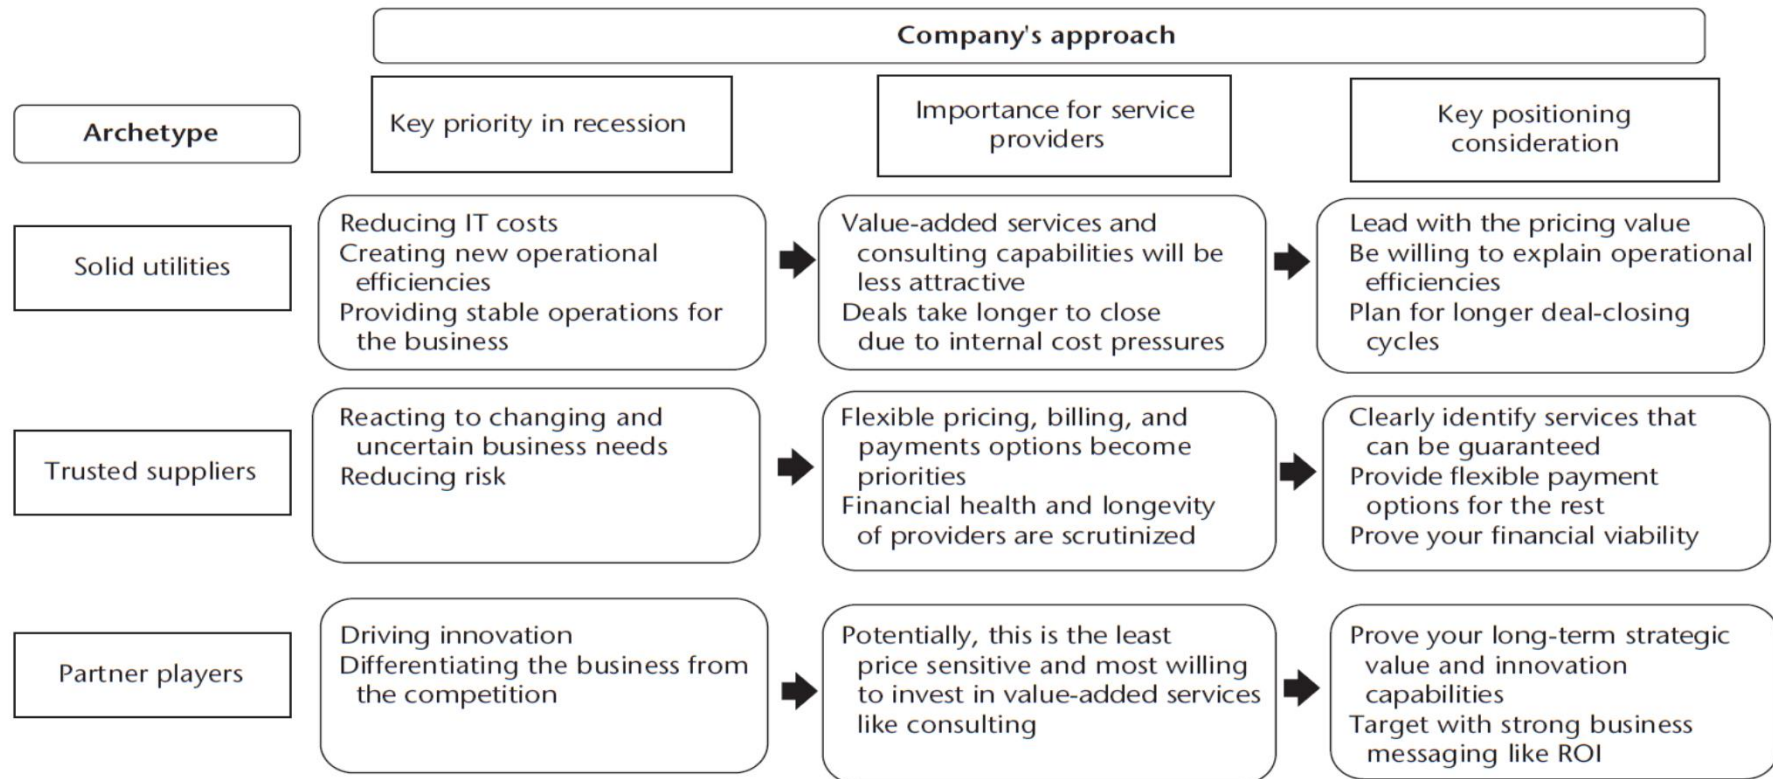 Company's approach
Archetype
Key priority in recession
Importance for service
providers
Key positioning
consideration
Solid utilities
Reducing IT costs
Creating new operational
efficiencies
Providing stable operations for
the business
Value-added services and
consulting capabilities will be
less attractive
Deals take longer to close
due to internal cost pressures
Lead with the pricing value
Be willing to explain operational
efficiencies
Plan for longer deal-closing
cycles
Trusted suppliers
Reacting to changing and
uncertain business needs
Reducing risk
Flexible pricing, billing, and
payments options become
priorities
Financial health and longevity
of providers are scrutinized
Clearly identify services that
can be guaranteed
Provide flexible payment
options for the rest
Prove your financial viability
Partner players
Driving innovation
Differentiating the business from
the competition
Potentially, this is the least
price sensitive and most willing
to invest in value-added services
like consulting
Prove your long-term strategic
value and innovation
capabilities
Target with strong business
messaging like ROI